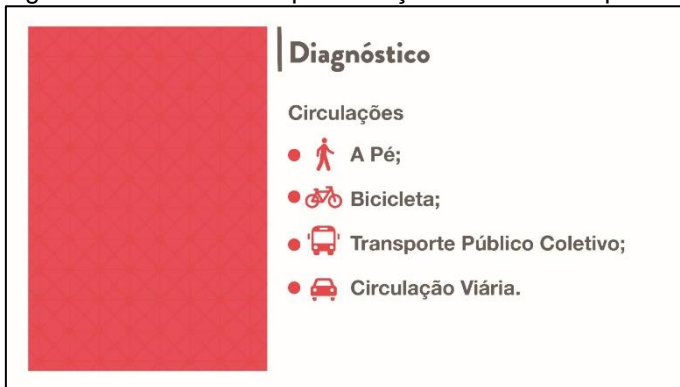 Diagnóstico
Circulações
• A Pé;
• Bicicleta;
• Transporte Público Coletivo;
• Circulação Viária.